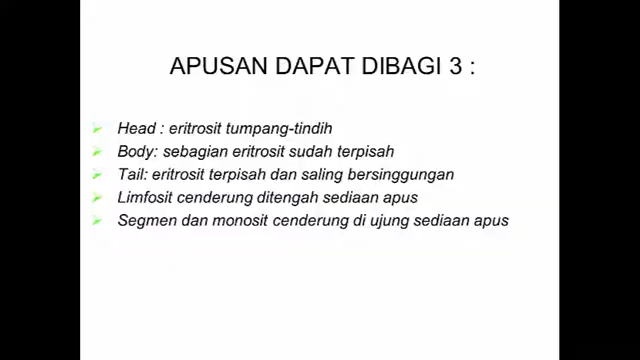 APUSAN DAPAT DIBAGI 3 :
Head : eritrosit tumpang-tindih
Body: sebagian eritrosit sudah terpisah
Tail: eritrosit terpisah dan saling bersinggungan
Limfosit cenderung ditengah sediaan apus
Segmen dan monosit cenderung di ujung sediaan apus